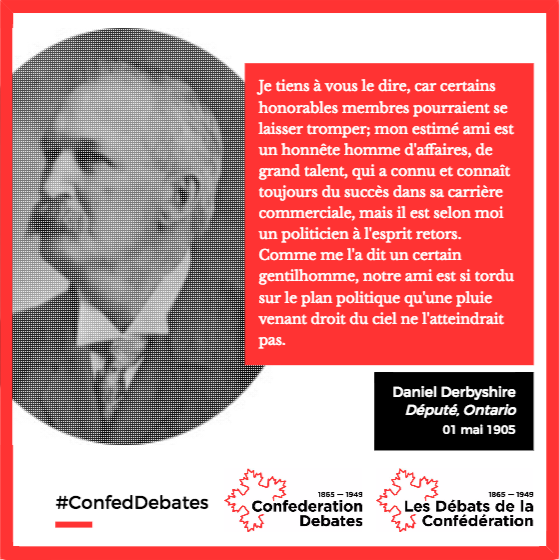 Je tiens à vous le dire, car certains
honorables membres pourraient se
laisser tromper; mon estimé ami est
un honnête homme d'affaires, de
grand talent, qui a connu et connaît
toujours du succès dans sa carrière
commerciale, mais il est selon moi
un politicien à l'esprit retors.
Comme me l'a dit un certain
gentilhomme, notre ami est si tordu
sur le plan politique qu'une pluie
venant droit du ciel ne l'atteindrait
pas.
Daniel Derbyshire
Député, Ontario
01 mai 1905
#ConfedDebates
1865 — 1949
Confederation
Debates
1865 — 1949
Les Débats de la
Confédération